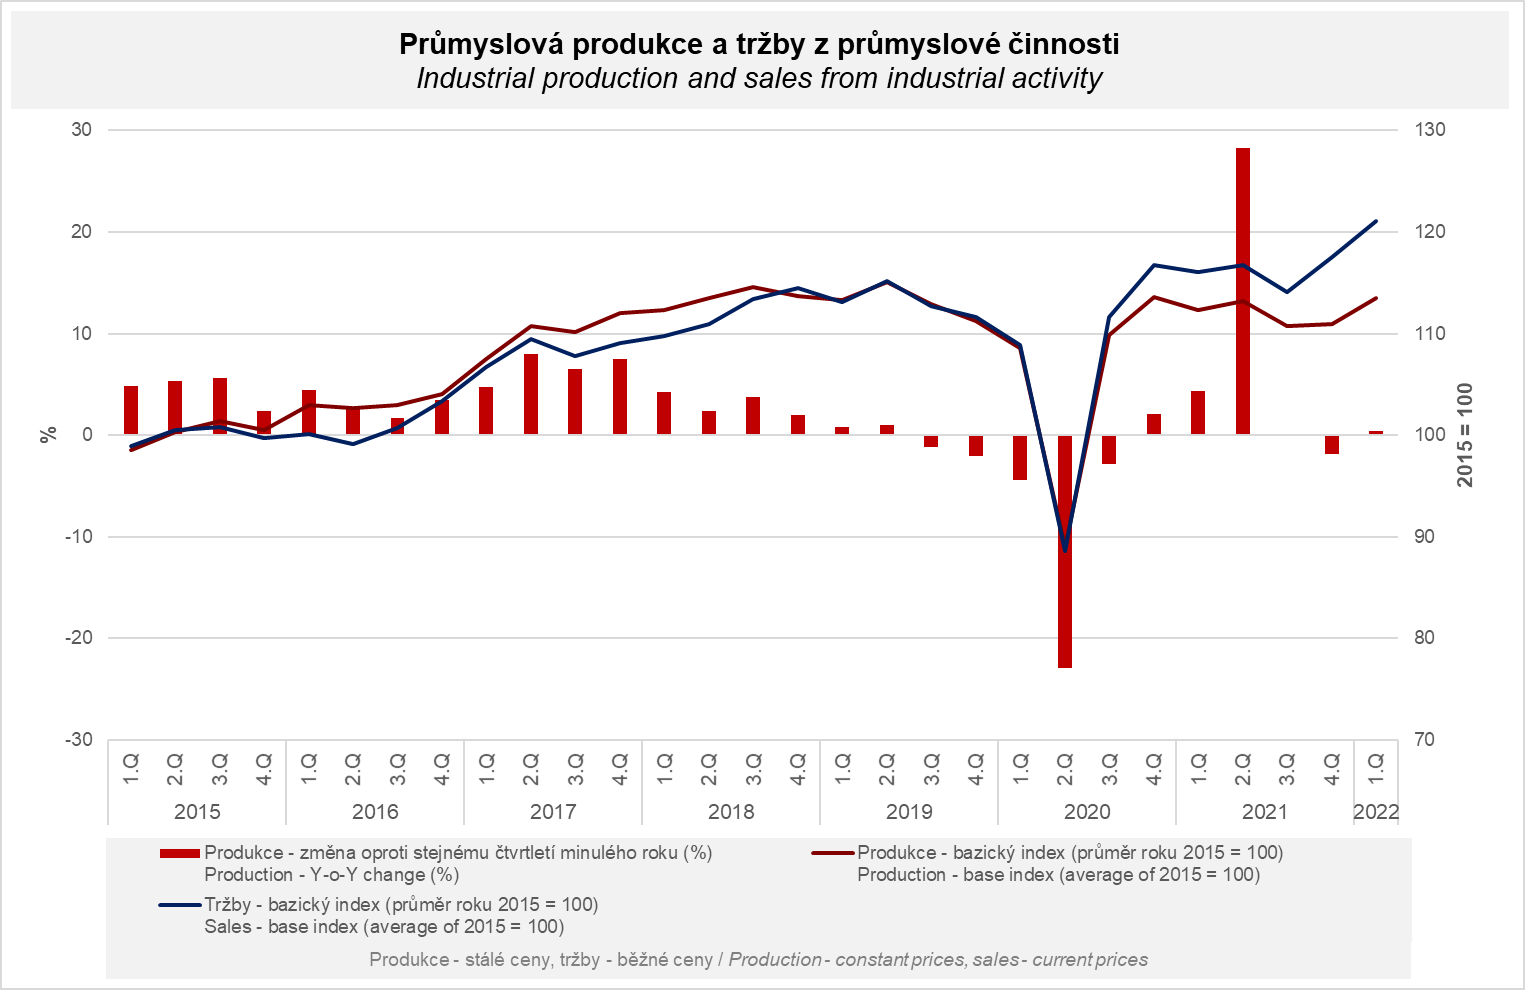 Průmyslová produkce a tržby z průmyslové činnosti
Industrial production and sales from industrial activity
30
20
10
0
-10
-20
-30
%
130
120
110
100
90
80
70
2015 = 100
1.Q 2.Q 3.Q 4.Q 1.Q 2.Q 3.Q 4.Q 1.Q 2.Q 3.Q 4.Q 1.Q 2.Q 3.Q 4.Q 1.Q 2.Q 3.Q 4.Q 1.Q 2.Q 3.Q 4.Q 1.Q 2.Q 3.Q 4.Q 1.Q
2015 2016 2017 2018 2019 2020 2021 2022
Produkce - změna oproti stejnému čtvrtletí minulého roku (%)
Production - Y-o-Y change (%)
Produkce - bazický index (průměr roku 2015 = 100)
Production - base index (average of 2015 = 100)
Tržby - bazický index (průměr roku 2015 = 100)
Sales - base index (average of 2015 = 100)
Produkce - stálé ceny, tržby - běžné ceny / Production - constant prices, sales - current prices